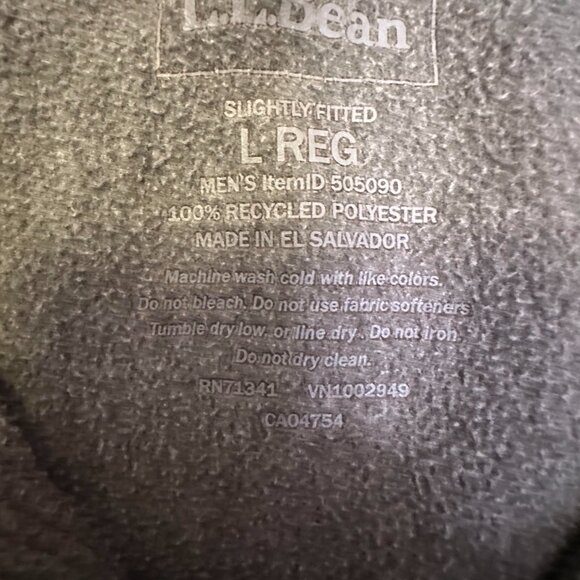 L.L.Bean
SLIGHTLY FITTED
L REG
MEN'S ItemID 505090
100% RECYCLED POLYESTER
MADE IN EL SALVADOR
Machine wash cold with like colors.
Do not bleach. Do not use fabric softeners
Tumble dry low, or line dry. Do not iron.
Do not dry clean.
RN71341 VN1002949
CA04754